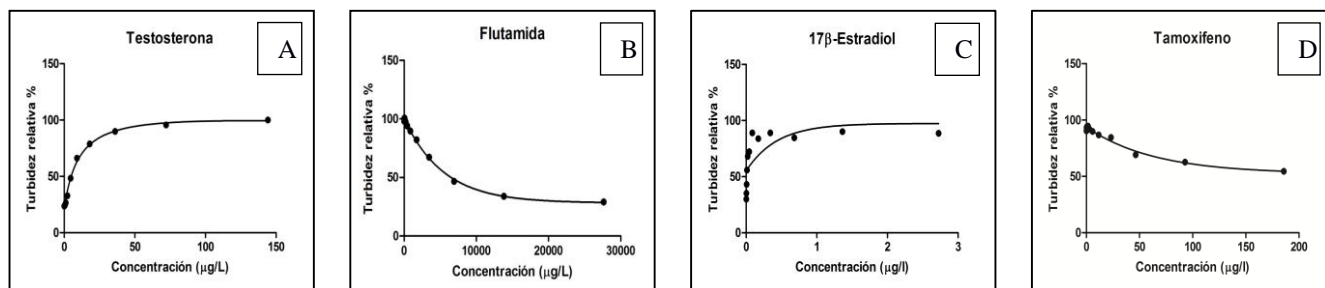 Testosterona
A
Turbidez relativa %
150
100
50
0
0 50 100 150
Concentración (µg/L)
Flutamida
B
Turbidez relativa %
150
100
50
0
0 10000 20000 30000
Concentración (µg/L)
17β-Estradiol
C
Turbidez relativa %
150
100
50
0
0 1 2 3
Concentración (µg/l)
Tamoxifeno
D
Turbidez relativa %
150
100
50
0
0 50 100 150 200
Concentración (µg/l)